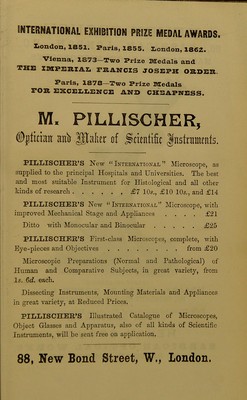 INTERNATIONAL EXHIBITION PRIZE MEDAL AWARDS.
London, 1851. Paris, 1855. London, 1862.
Vienna, 1873—Two Prize Medals and
THE IMPERIAL FRANCIS JOSEPH ORDER.
Paris, 1878—Two Prize Medals
FOR EXCELLENCE AND CHEAPNESS.
M. PILLISCHER,
Optician and Maker of Scientific Instruments.
PILLISCHER'S New "INTERNATIONAL" Microscope, as
supplied to the principal Hospitals and Universities. The best
and most suitable Instrument for Histological and all other
kinds of research . . . . . £7 10s., £10 10s., and £14
PILLISCHER'S New "INTERNATIONAL" Microscope, with
improved Mechanical Stage and Appliances . . . . £21
Ditto with Monocular and Binocular . . . . £25
PILLISCHER'S First-class Microscopes, complete, with
Eye-pieces and Objectives . . . . . from £20
Microscopic Preparations (Normal and Pathological) of
Human and Comparative Subjects, in great variety, from
1s. 6d. each.
Dissecting Instruments, Mounting Materials and Appliances
in great variety, at Reduced Prices.
PILLISCHER'S Illustrated Catalogue of Microscopes,
Object Glasses and Apparatus, also of all kinds of Scientific
Instruments, will be sent free on application.
88, New Bond Street, W., London.